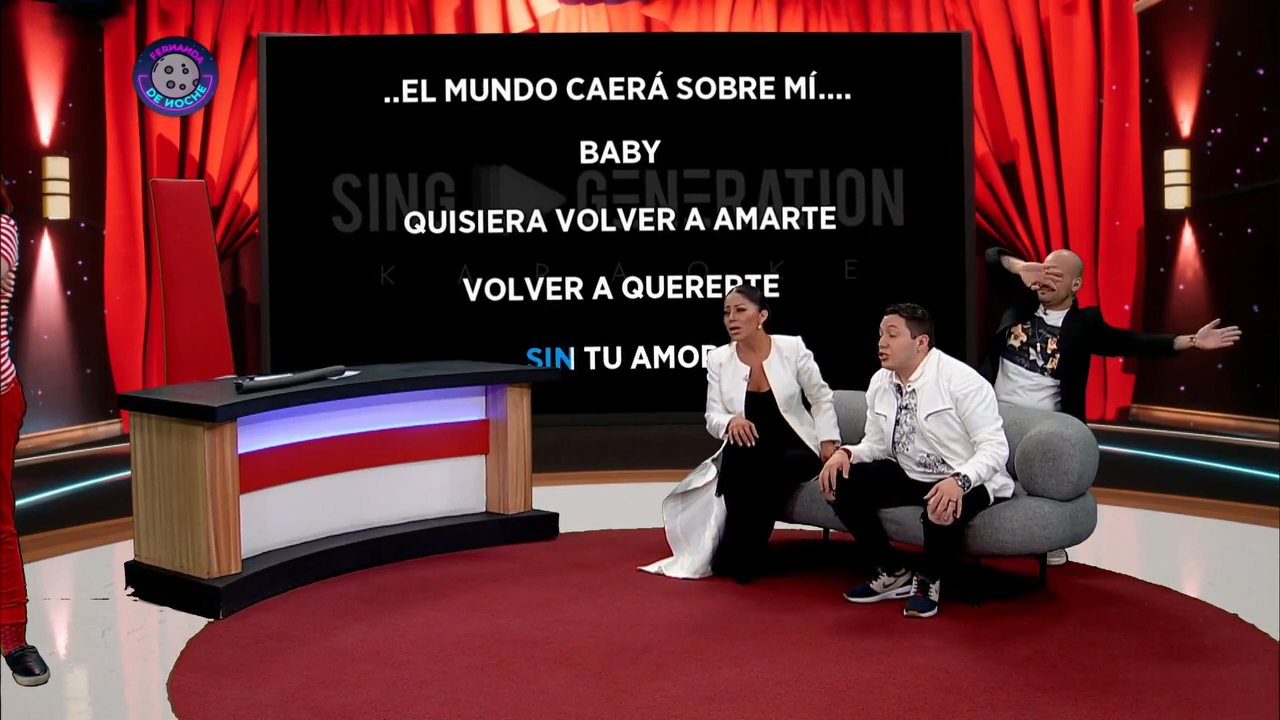 FERNANDA
DE NOCHE
..EL MUNDO CAERÁ SOBRE MÍ....
BABY
SING GENERATION
QUISIERA VOLVER A AMARTE
KARAOKE
VOLVER A QUERERTE
SIN TU AMOR